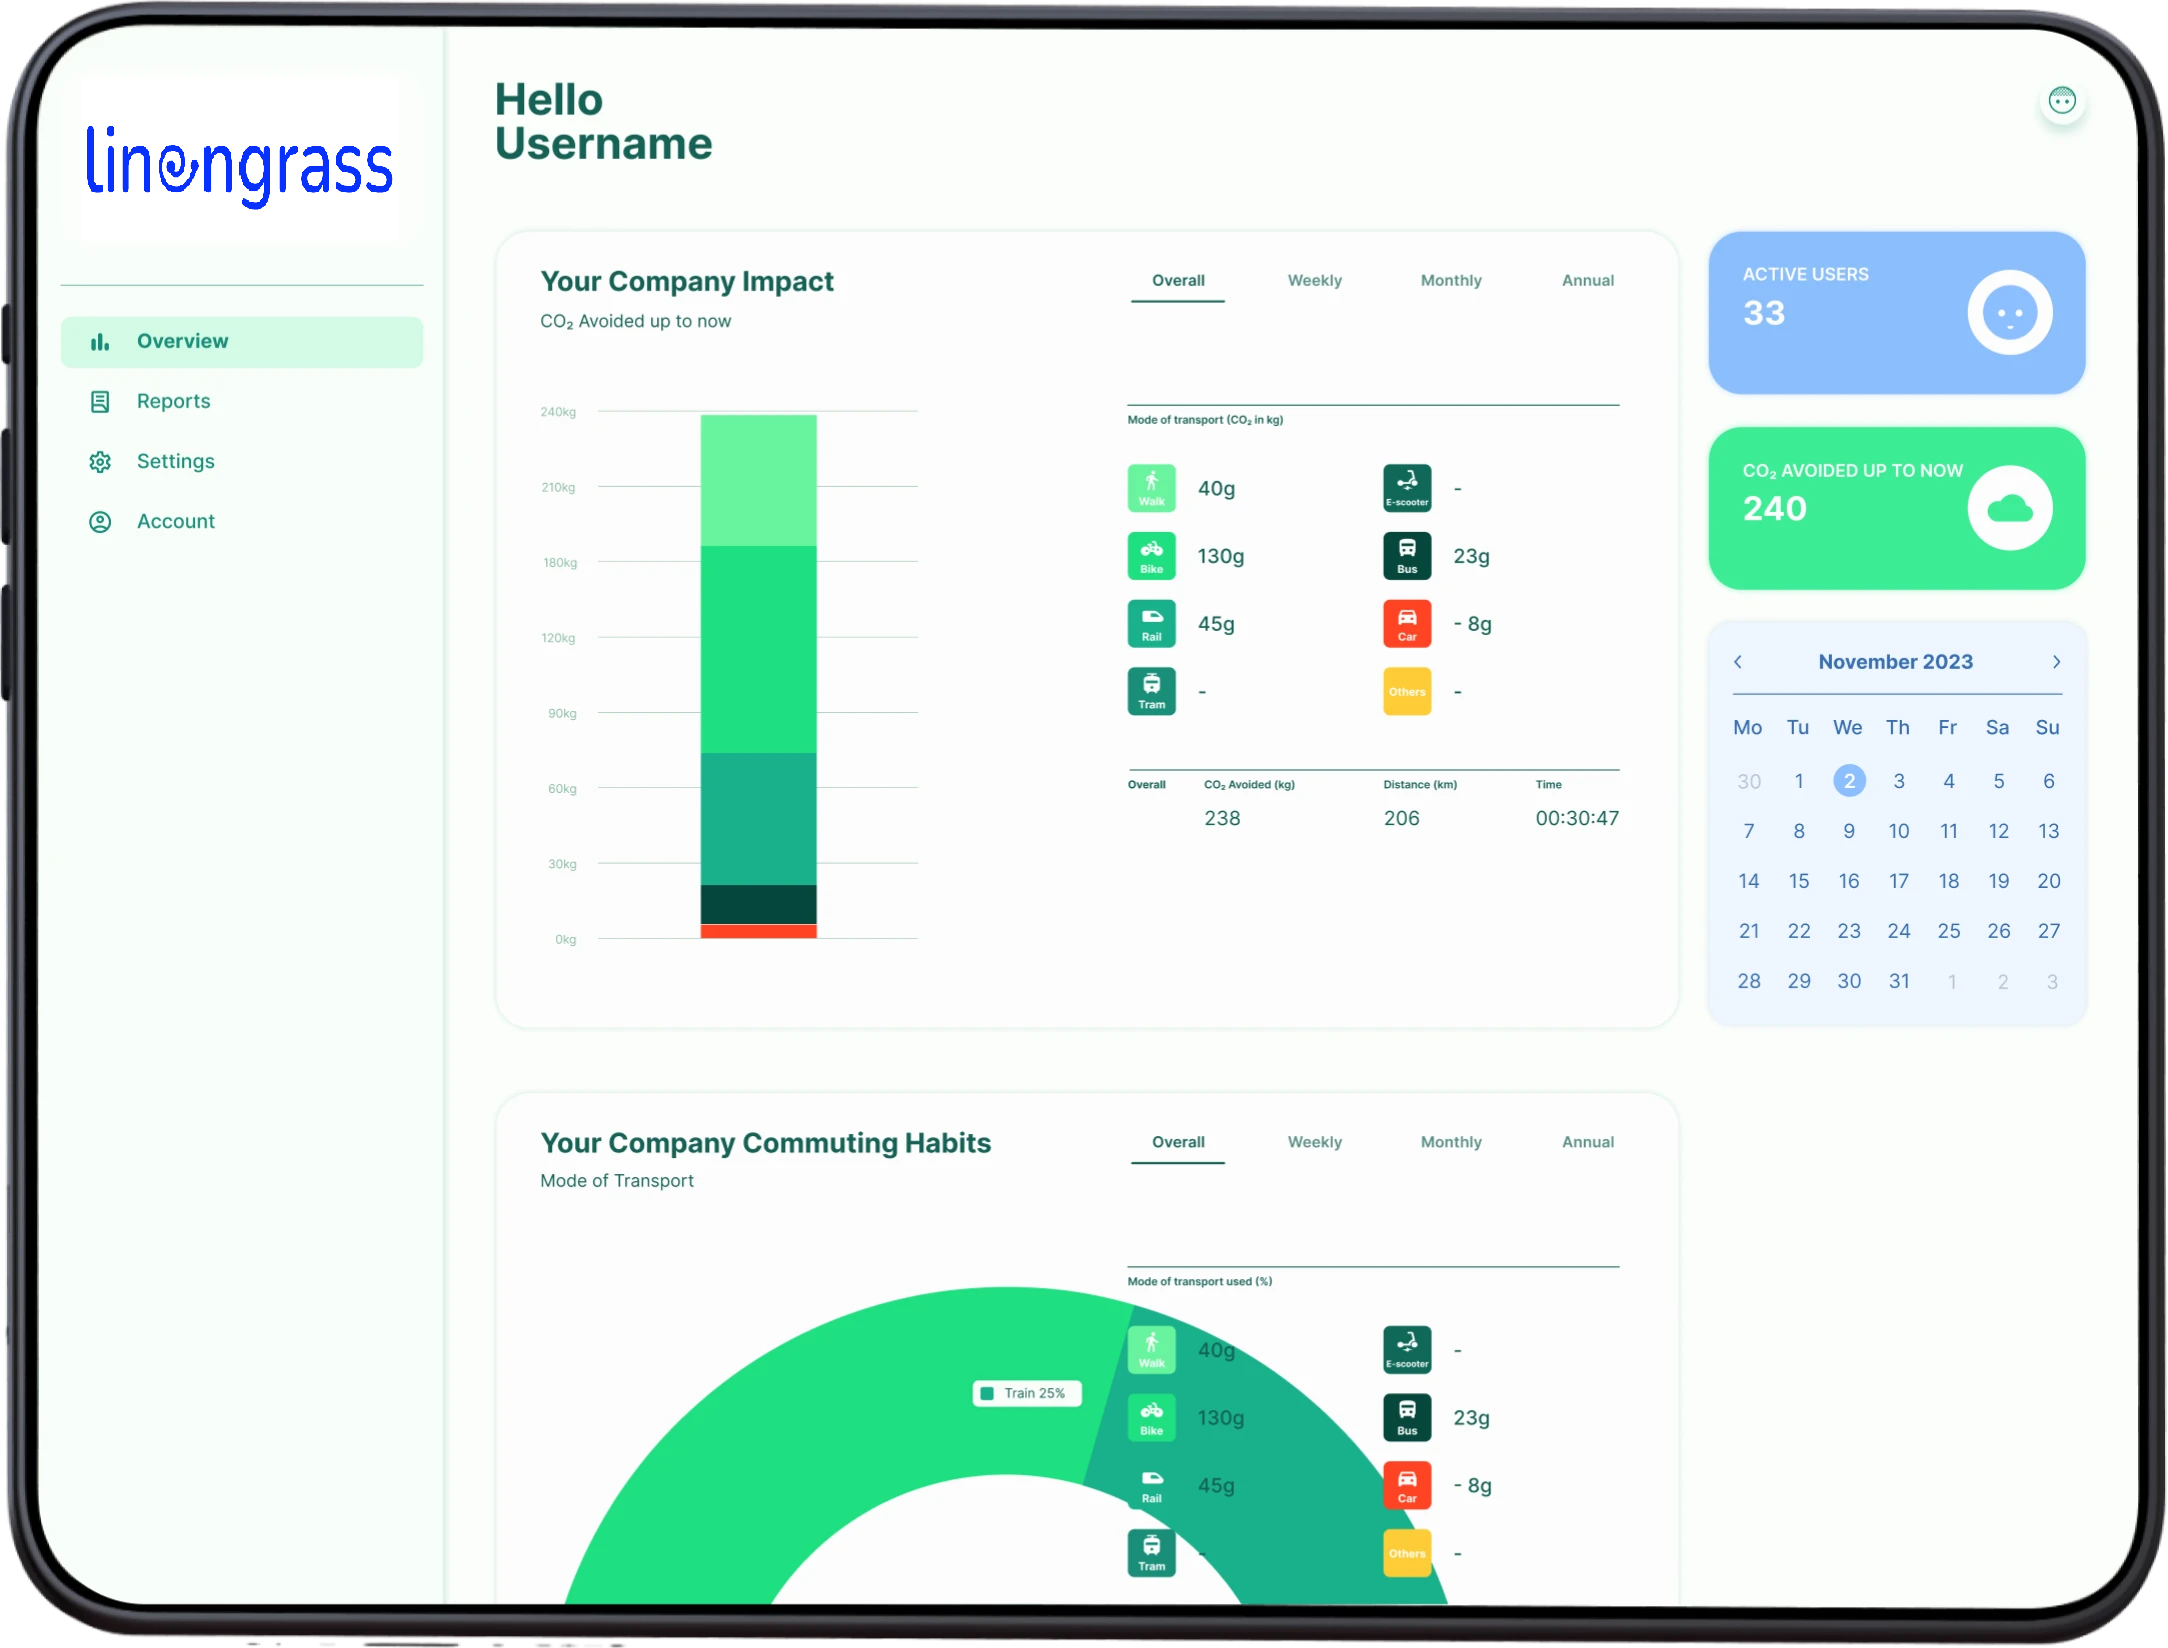 linengrass
Overview
Reports
Settings
Account
Hello
Username
Your Company Impact
CO₂ Avoided up to now
Overall Weekly Monthly Annual
240kg
210kg
180kg
120kg
90kg
60kg
30kg
0kg
Mode of transport (CO₂ in kg)
Walk 40g E-scooter -
Bike 130g Bus 23g
Rail 45g Car - 8g
Tram - Others -
Overall CO₂ Avoided (kg) Distance (km) Time
238 206 00:30:47
ACTIVE USERS
33
CO₂ AVOIDED UP TO NOW
240
November 2023
Mo Tu We Th Fr Sa Su
30 1 2 3 4 5 6
7 8 9 10 11 12 13
14 15 16 17 18 19 20
21 22 23 24 25 26 27
28 29 30 31 1 2 3
Your Company Commuting Habits
Mode of Transport
Overall Weekly Monthly Annual
Mode of transport used (%)
Train 25%
Walk 40g E-scooter -
Bike 130g Bus 23g
Rail 45g Car - 8g
Tram - Others -